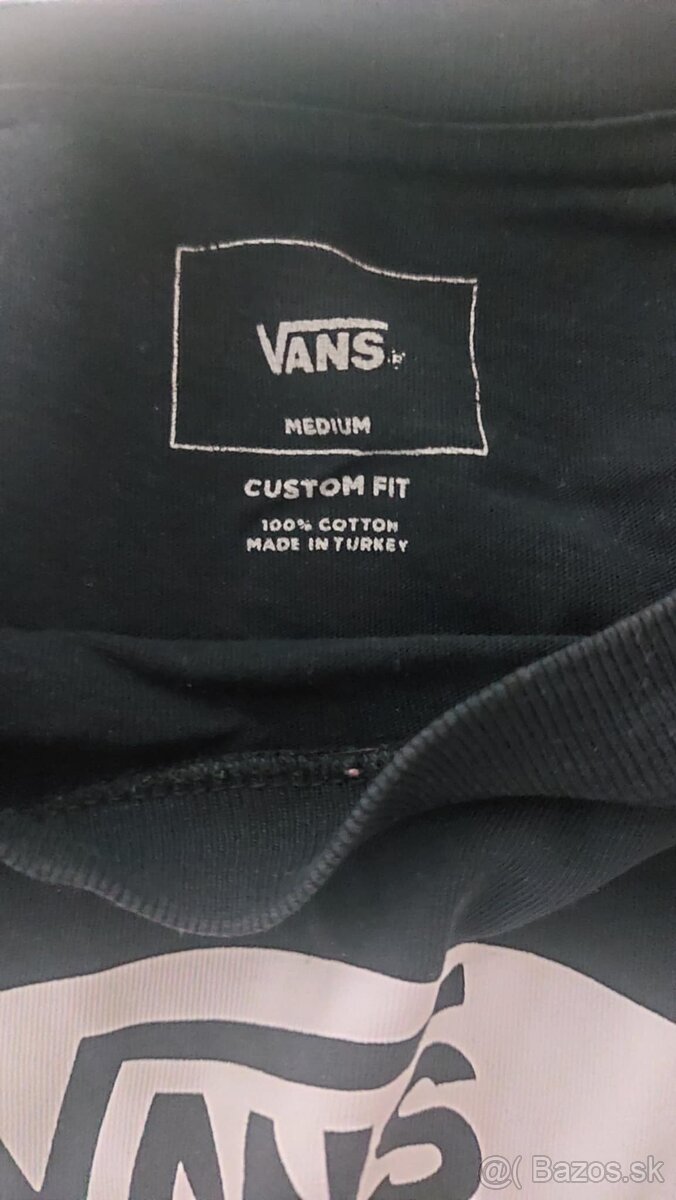 VANS®
MEDIUM
CUSTOM FIT
100% COTTON
MADE IN TURKEY
VANS
@( Bazos.sk